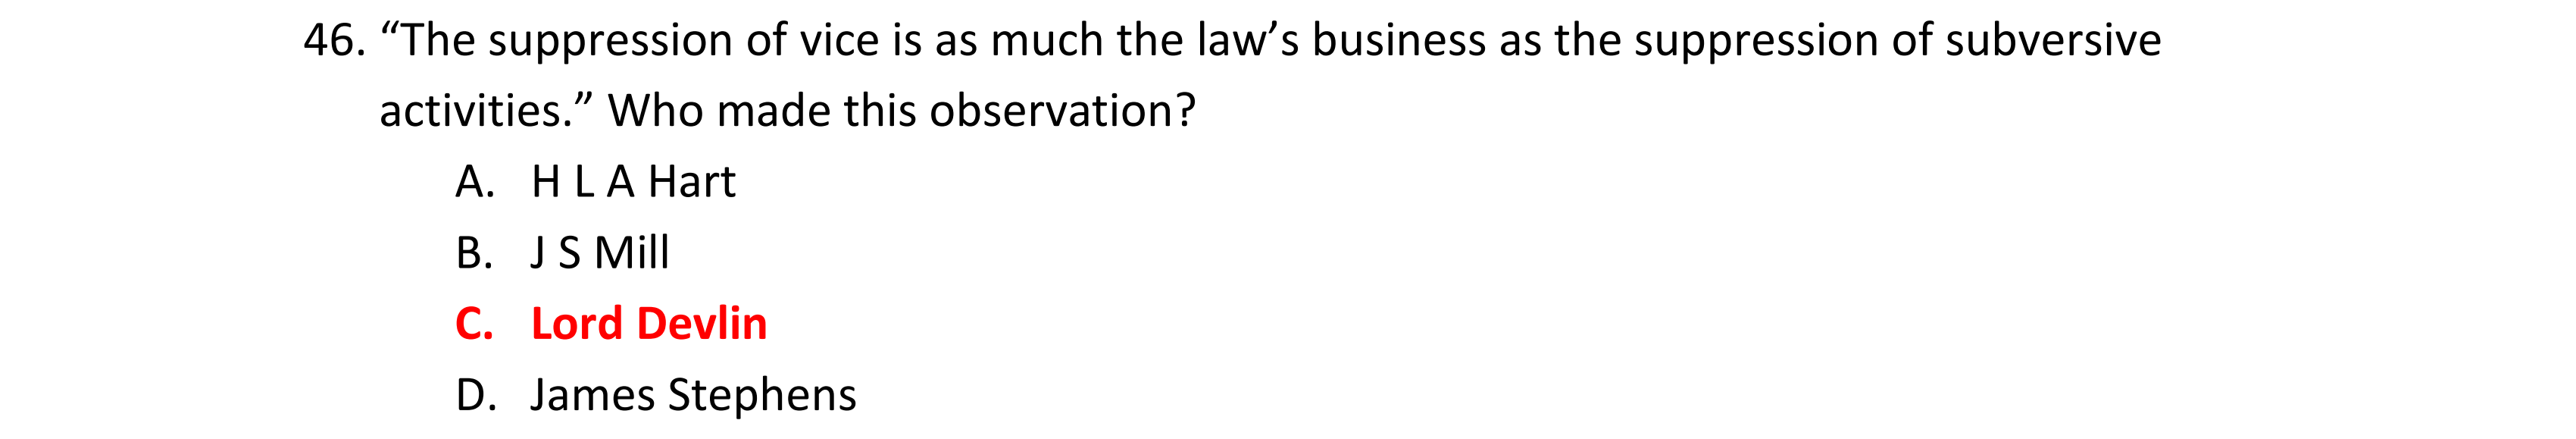 46. “The suppression of vice is as much the law’s business as the suppression of subversive
activities.” Who made this observation?
A. H L A Hart
B. J S Mill
C. Lord Devlin
D. James Stephens